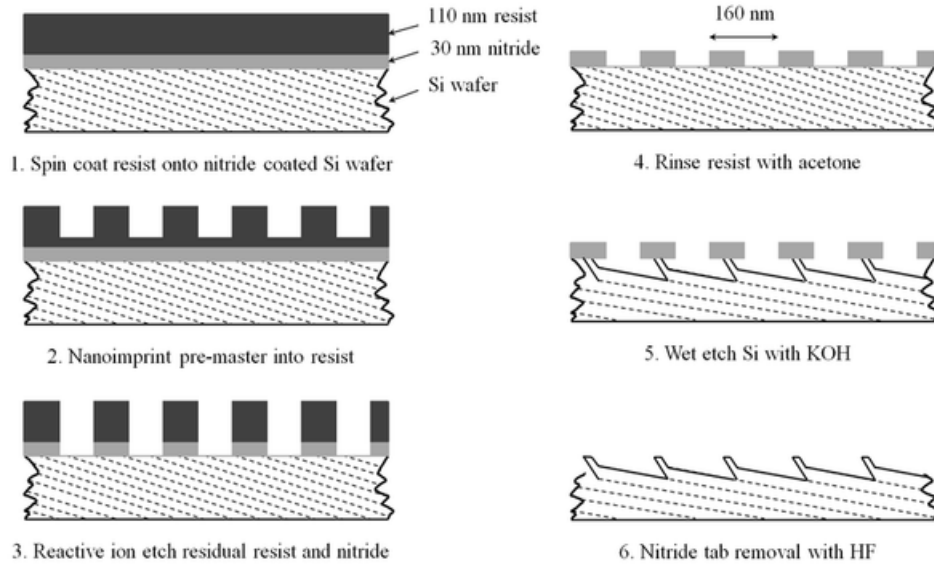 110 nm resist
30 nm nitride
Si wafer
1. Spin coat resist onto nitride coated Si wafer
2. Nanoimprint pre-master into resist
3. Reactive ion etch residual resist and nitride
160 nm
4. Rinse resist with acetone
5. Wet etch Si with KOH
6. Nitride tab removal with HF